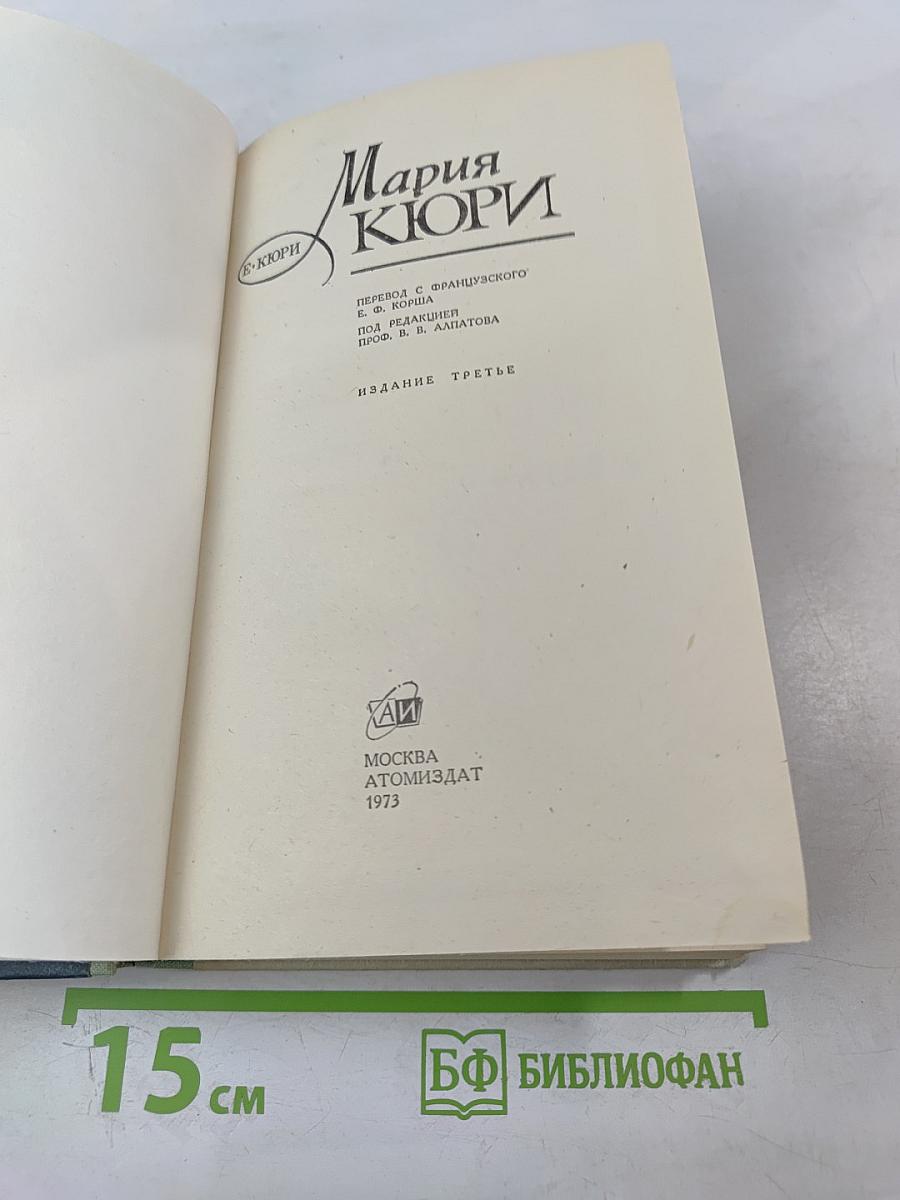 Мария
КЮРИ
Е·КЮРИ
ПЕРЕВОД С ФРАНЦУЗСКОГО
Е. Ф. КОРША
ПОД РЕДАКЦИЕЙ
ПРОФ. В. В. АЛПАТОВА
ИЗДАНИЕ ТРЕТЬЕ
АИ
МОСКВА
АТОМИЗДАТ
1973
15 см
БФ БИБЛИОФАН